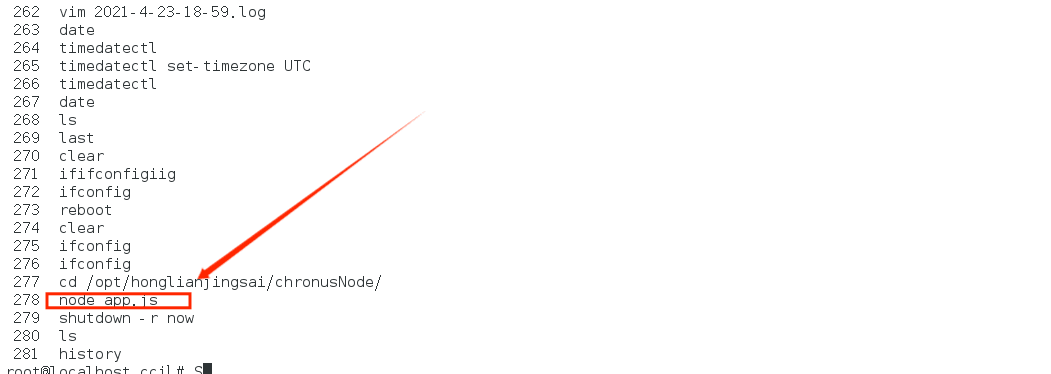 262 vim 2021-4-23-18-59.log
263 date
264 timedatectl
265 timedatectl set-timezone UTC
266 timedatectl
267 date
268 ls
269 last
270 clear
271 ififconfigiig
272 ifconfig
273 reboot
274 clear
275 ifconfig
276 ifconfig
277 cd /opt/honglianjingsai/chronusNode/
278 node app.js
279 shutdown -r now
280 ls
281 history
root@localhost ccil# S